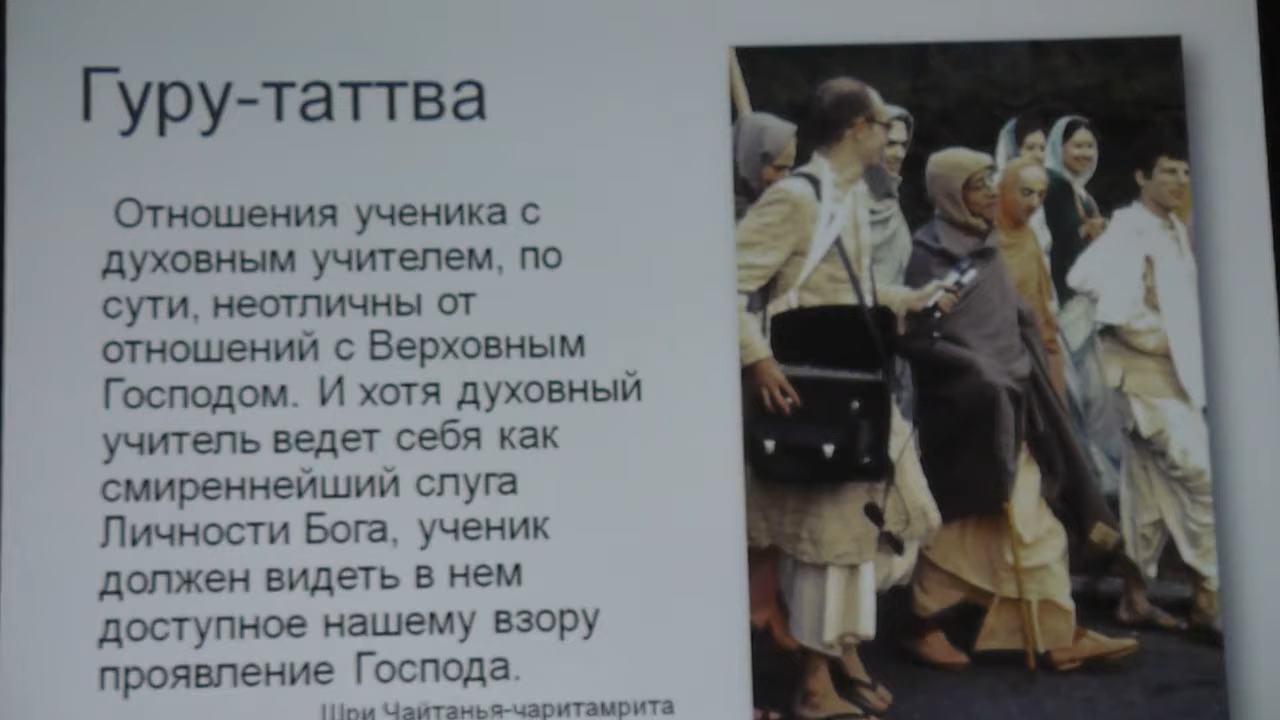 Гуру-таттва
Отношения ученика с
духовным учителем, по
сути, неотличны от
отношений с Верховным
Господом. И хотя духовный
учитель ведет себя как
смиреннейший слуга
Личности Бога, ученик
должен видеть в нем
доступное нашему взору
проявление Господа.
Шри Чайтанья-чаритамрита